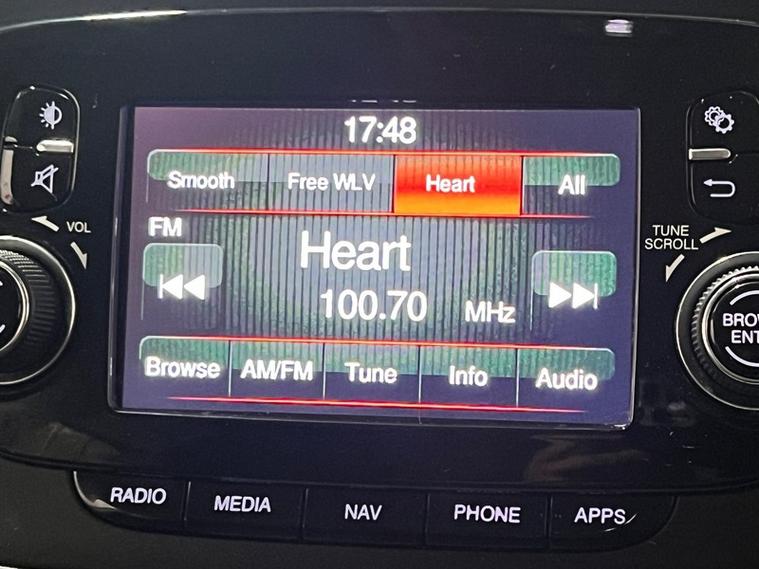 17:48
Smooth Free WLV Heart All
FM
Heart
100.70 MHz
Browse AM/FM Tune Info Audio
VOL
TUNE
SCROLL
ENT
RADIO MEDIA NAV PHONE APPS